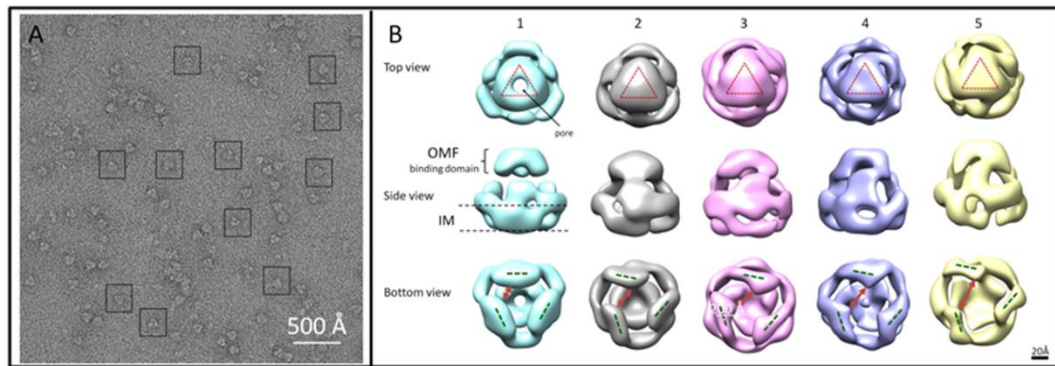 A
500 Å
B
1 2 3 4 5
Top view
pore
OMF
binding domain
Side view
IM
Bottom view
20Å